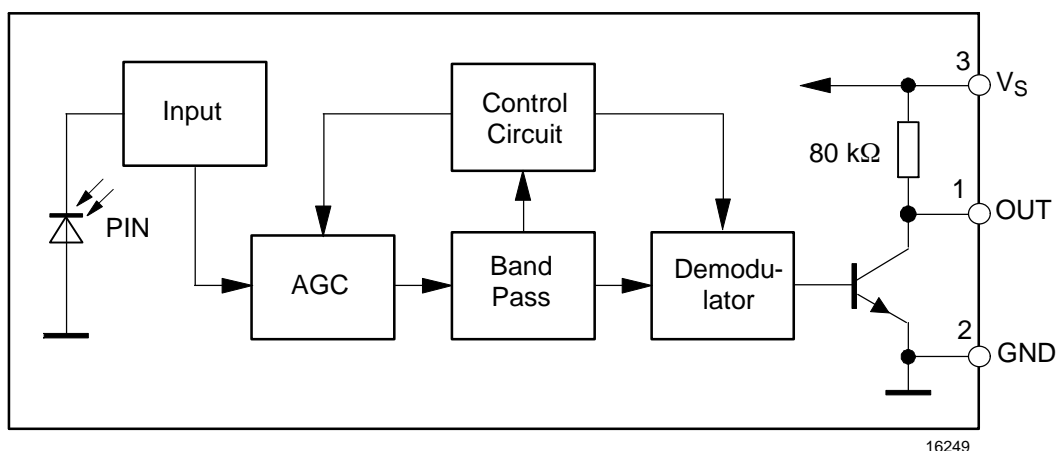 Input
Control
Circuit
3
V_S
80 kΩ
1
OUT
PIN
AGC
Band
Pass
Demodu-
lator
2
GND
16249